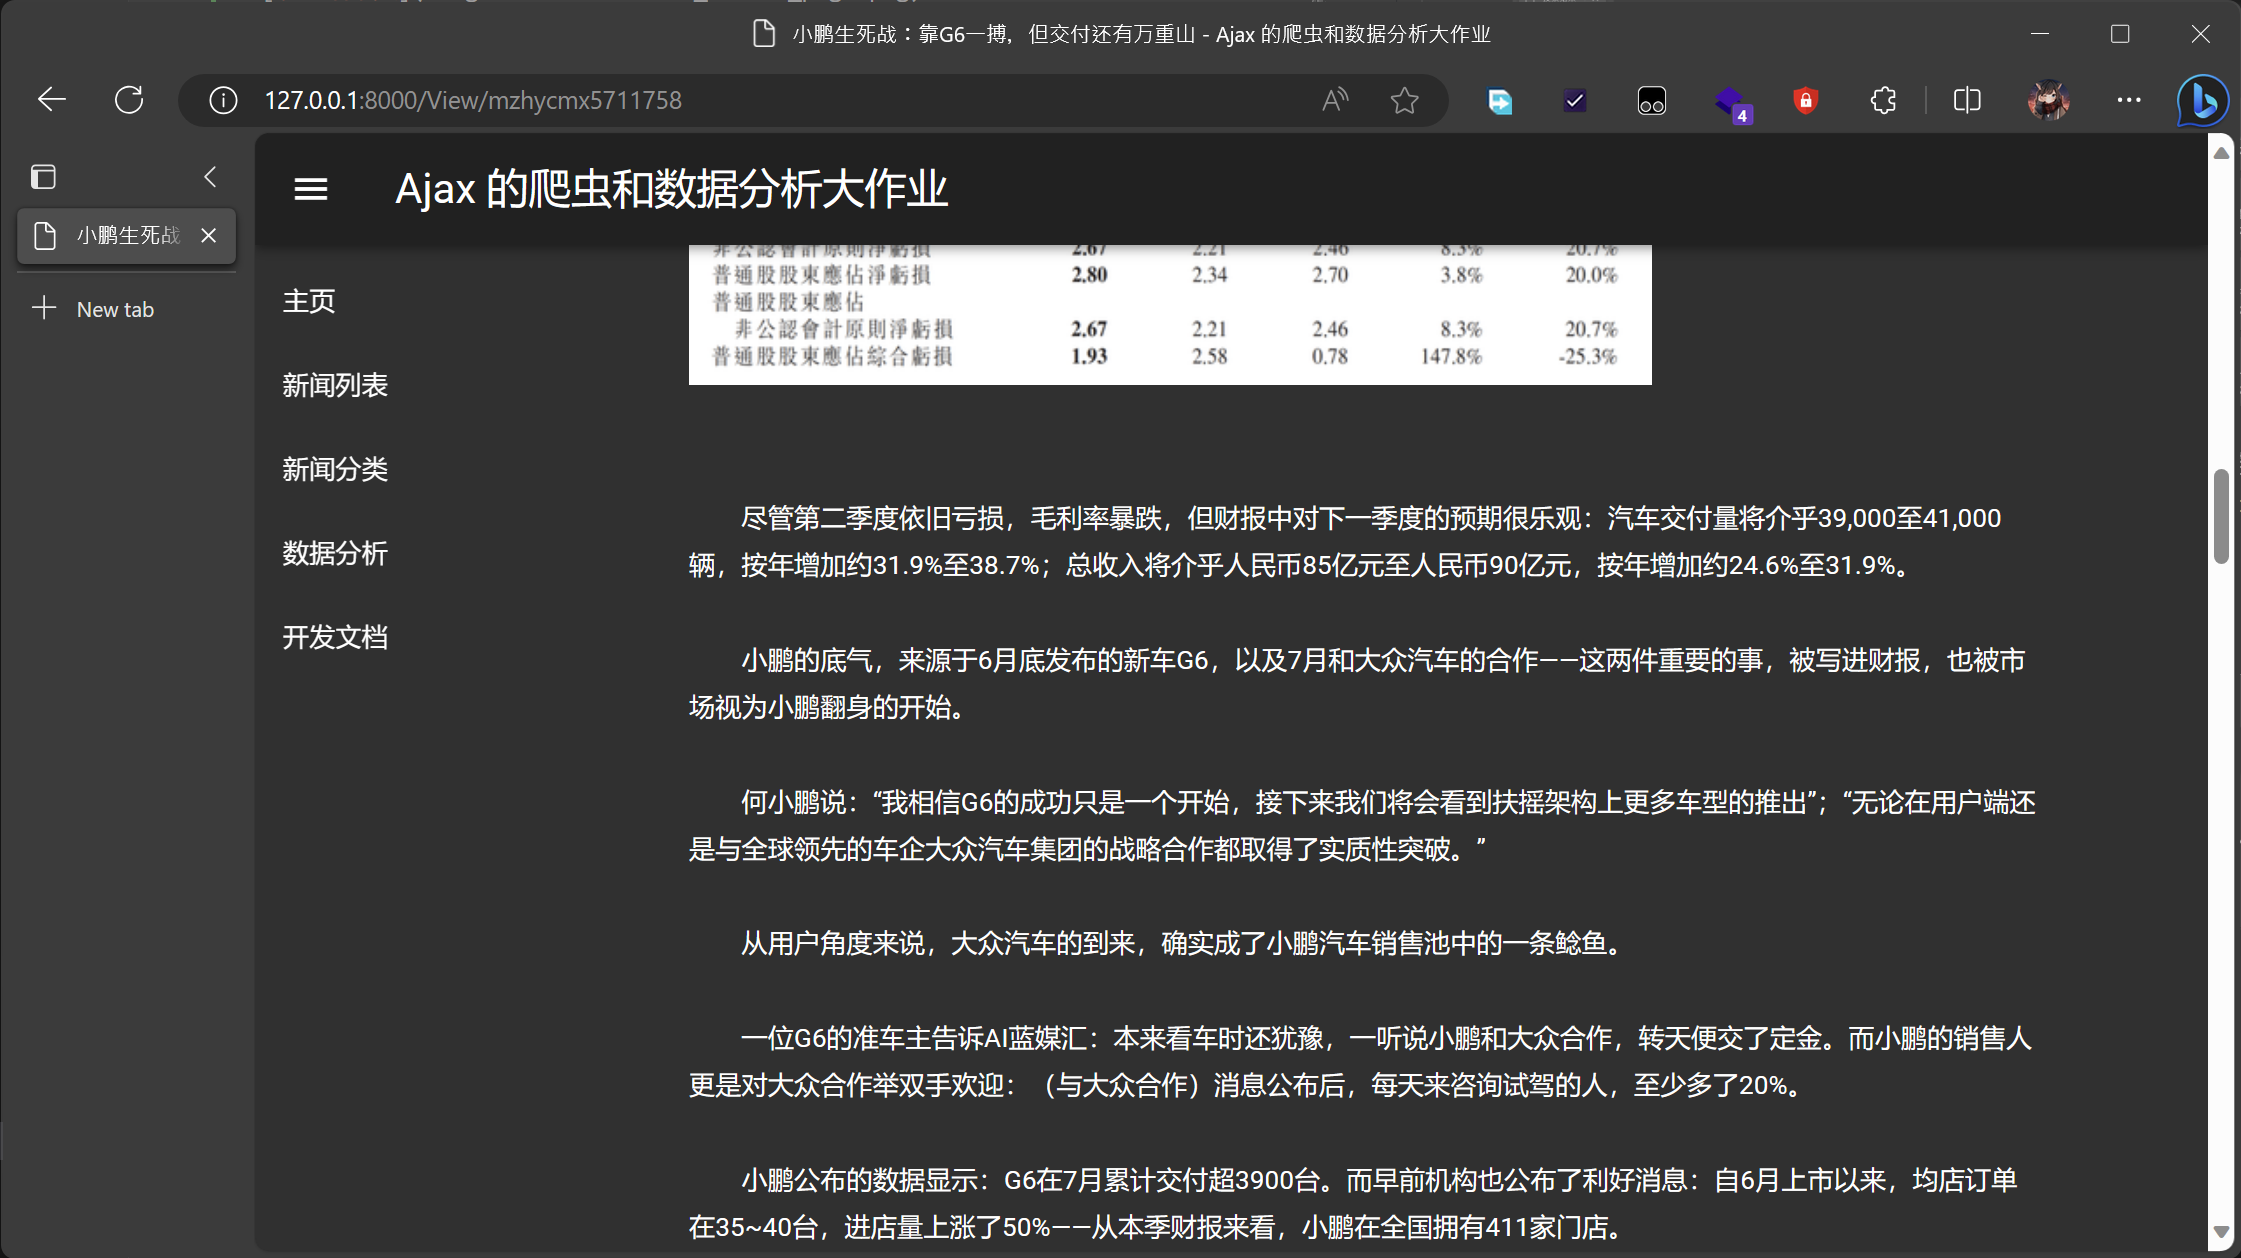 小鹏生死战：靠G6一搏，但交付还有万重山 - Ajax 的爬虫和数据分析大作业
127.0.0.1:8000/View/mzhycmx5711758
4
小鹏生死战
New tab
Ajax 的爬虫和数据分析大作业
主页
新闻列表
新闻分类
数据分析
开发文档
非公認會計原則淨虧損 2.67 2.21 2.46 8.3% 20.7%
普通股股東應佔淨虧損 2.80 2.34 2.70 3.8% 20.0%
普通股股東應佔
非公認會計原則淨虧損 2.67 2.21 2.46 8.3% 20.7%
普通股股東應佔綜合虧損 1.93 2.58 0.78 147.8% -25.3%
尽管第二季度依旧亏损，毛利率暴跌，但财报中对下一季度的预期很乐观：汽车交付量将介乎39,000至41,000
辆，按年增加约31.9%至38.7%；总收入将介乎人民币85亿元至人民币90亿元，按年增加约24.6%至31.9%。
小鹏的底气，来源于6月底发布的新车G6，以及7月和大众汽车的合作——这两件重要的事，被写进财报，也被市
场视为小鹏翻身的开始。
何小鹏说：“我相信G6的成功只是一个开始，接下来我们将会看到扶摇架构上更多车型的推出”；“无论在用户端还
是与全球领先的车企大众汽车集团的战略合作都取得了实质性突破。”
从用户角度来说，大众汽车的到来，确实成了小鹏汽车销售池中的一条鲶鱼。
一位G6的准车主告诉AI蓝媒汇：本来看车时还犹豫，一听说小鹏和大众合作，转天便交了定金。而小鹏的销售人
更是对大众合作举双手欢迎：（与大众合作）消息公布后，每天来咨询试驾的人，至少多了20%。
小鹏公布的数据显示：G6在7月累计交付超3900台。而早前机构也公布了利好消息：自6月上市以来，均店订单
在35~40台，进店量上涨了50%——从本季财报来看，小鹏在全国拥有411家门店。